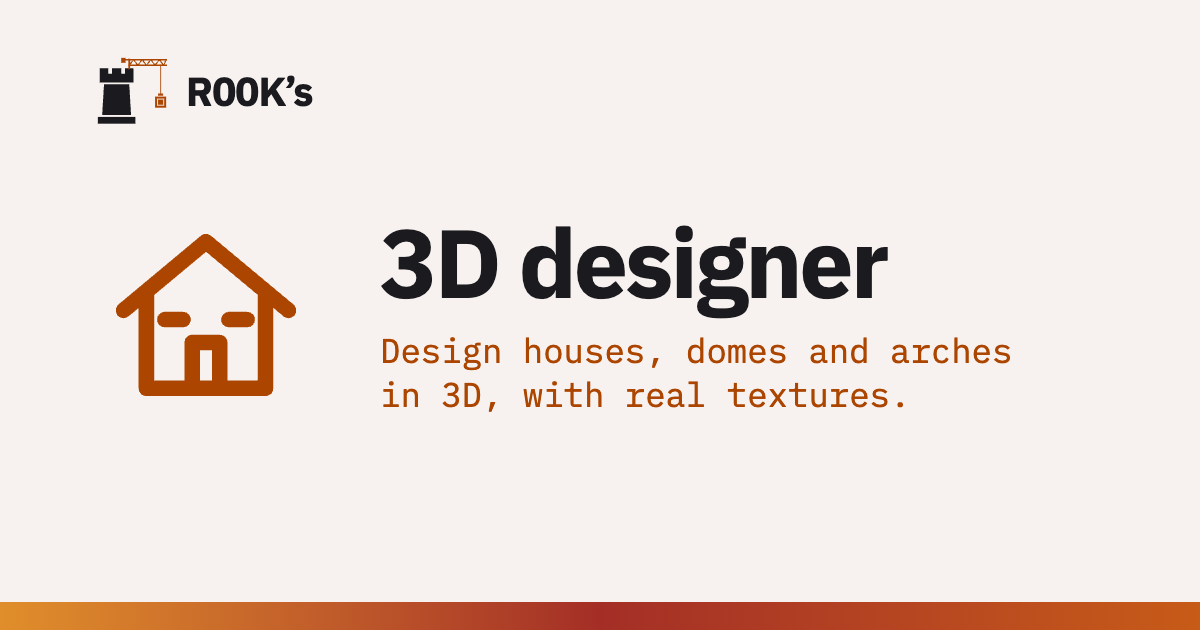 ROOK’s
3D designer
Design houses, domes and arches
in 3D, with real textures.